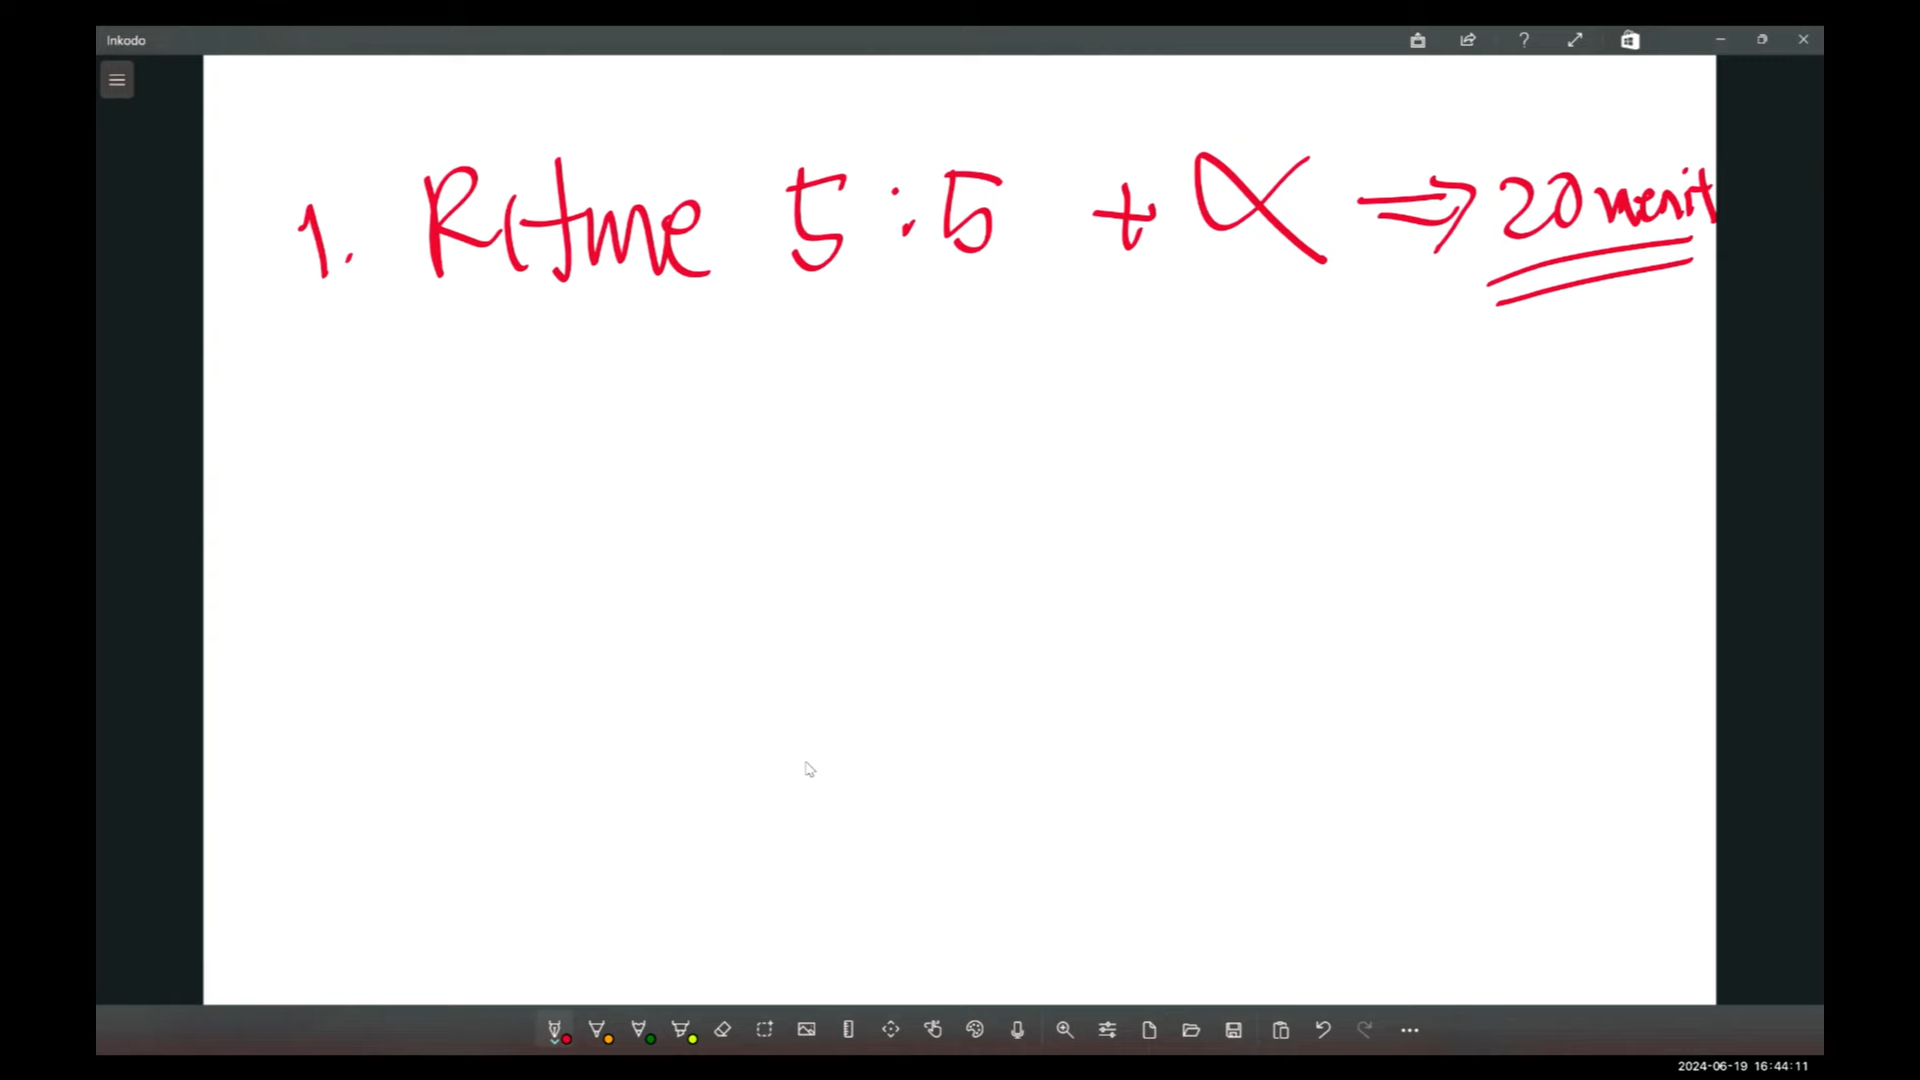 Inkodo
1. Ritme 5:5 + α ⇒ 20 menit
2024-06-19 16:44:11